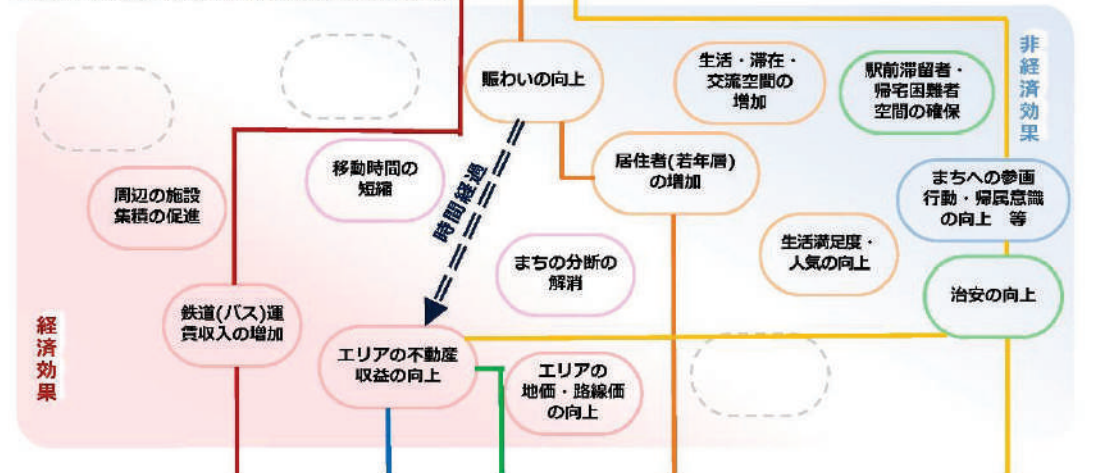 非経済効果
賑わいの向上
生活・滞在・
交流空間の
増加
駅前滞留者・
帰宅困難者
空間の確保
移動時間の
短縮
居住者(若年層)
の増加
まちへの参画
行動・帰属意識
の向上 等
周辺の施設
集積の促進
時間経過
まちの分断の
解消
生活満足度・
人気の向上
治安の向上
鉄道(バス)運
賃収入の増加
経済効果
エリアの不動産
収益の向上
エリアの
地価・路線価
の向上